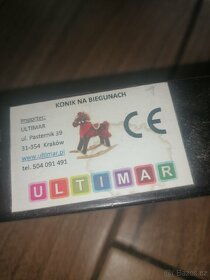 KONIK NA BIEGUNACH
Importer:
ULTIMAR
ul. Pasternik 39
31-354 Kraków
www.ultimar.pl
tel. 504 091 491
CE
ULTIMAR